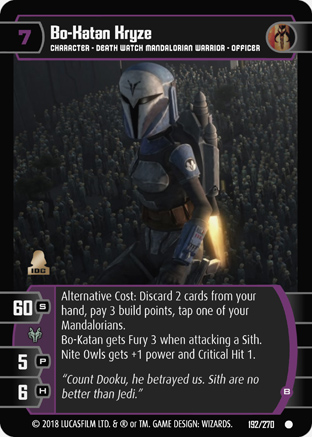 7
Bo-Katan Kryze
CHARACTER - DEATH WATCH MANDALORIAN WARRIOR - OFFICER
IDC
60 S
5 P
6 H
Alternative Cost: Discard 2 cards from your
hand, pay 3 build points, tap one of your
Mandalorians.
Bo-Katan gets Fury 3 when attacking a Sith.
Nite Owls gets +1 power and Critical Hit 1.
“Count Dooku, he betrayed us. Sith are no
better than Jedi.”
B
© 2018 LUCASFILM LTD. & ® or TM. GAME DESIGN: WIZARDS. 192/270